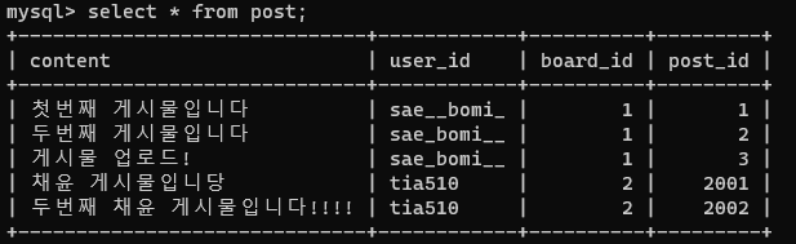 mysql> select * from post;
+-----------------------------+------------+----------+---------+
| content | user_id | board_id | post_id |
+-----------------------------+------------+----------+---------+
| 첫번째 게시물입니다 | sae__bomi_ | 1 | 1 |
| 두번째 게시물입니다 | sae_bomi__ | 1 | 2 |
| 게시물 업로드! | sae_bomi__ | 1 | 3 |
| 채윤 게시물입니당 | tia510 | 2 | 2001 |
| 두번째 채윤 게시물입니다!!!! | tia510 | 2 | 2002 |
+-----------------------------+------------+----------+---------+